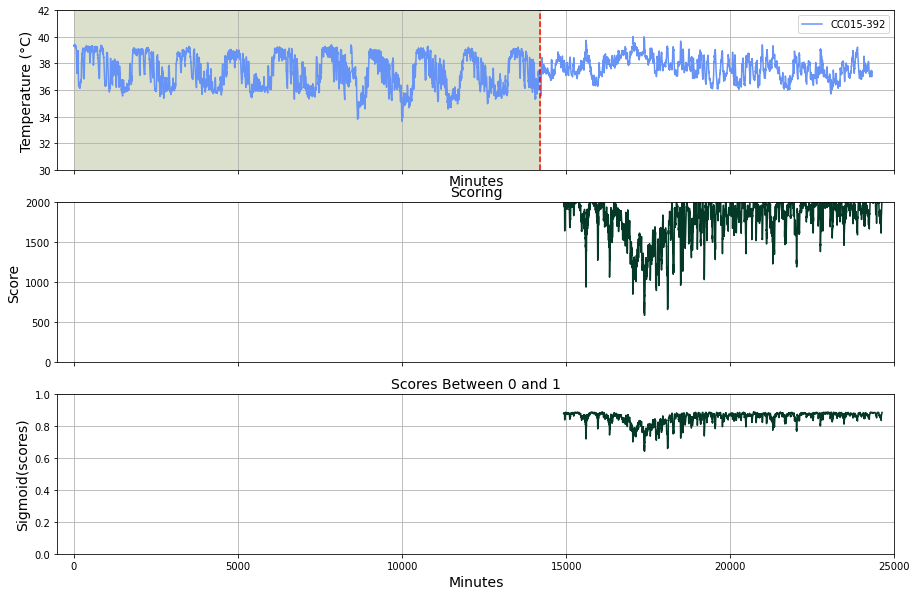 42
40
38
36
34
32
30
Temperature (°C)
CC015-392
Minutes
Scoring
2000
1500
1000
500
0
Score
Scores Between 0 and 1
1.0
0.8
0.6
0.4
0.2
0.0
Sigmoid(scores)
0 5000 10000 15000 20000 25000
Minutes